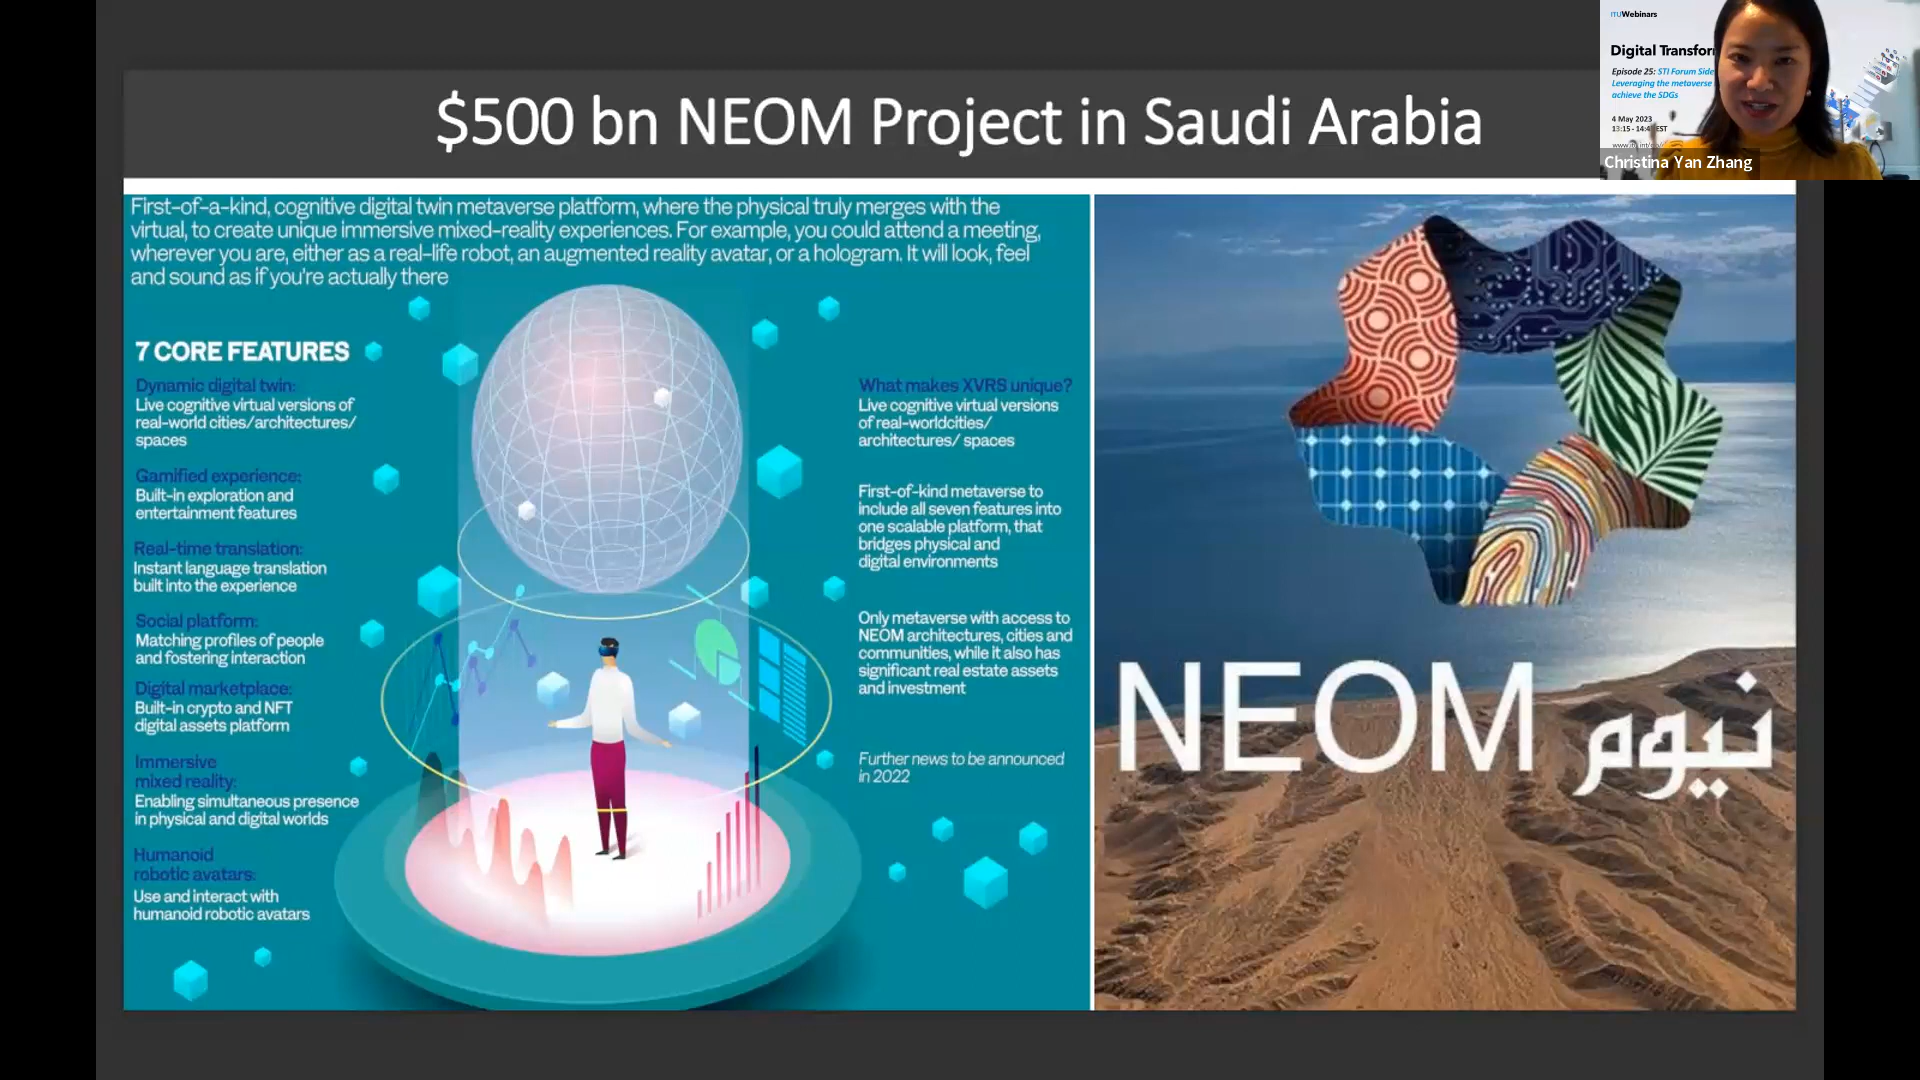 $500 bn NEOM Project in Saudi Arabia
First-of-a-kind, cognitive digital twin metaverse platform, where the physical truly merges with the
virtual, to create unique immersive mixed-reality experiences. For example, you could attend a meeting,
wherever you are, either as a real-life robot, an augmented reality avatar, or a hologram. It will look, feel
and sound as if you're actually there
7 CORE FEATURES
Dynamic digital twin:
Live cognitive virtual versions of
real-world cities/architectures/
spaces
Gamified experience:
Built-in exploration and
entertainment features
Real-time translation:
Instant language translation
built into the experience
Social platform:
Matching profiles of people
and fostering interaction
Digital marketplace:
Built-in crypto and NFT
digital assets platform
Immersive
mixed reality:
Enabling simultaneous presence
in physical and digital worlds
Humanoid
robotic avatars:
Use and interact with
humanoid robotic avatars
What makes XVRS unique?
Live cognitive virtual versions
of real-worldcities/
architectures/ spaces
First-of-kind metaverse to
include all seven features into
one scalable platform, that
bridges physical and
digital environments
Only metaverse with access to
NEOM architectures, cities and
communities, while it also has
significant real estate assets
and investment
Further news to be announced
in 2022
NEOM نيوم
ITUWebinars
Digital Transfor
Episode 25: STI Forum Side
Leveraging the metaverse
achieve the SDGs
4 May 2023
13:15 - 14:4 EST
Christina Yan Zhang